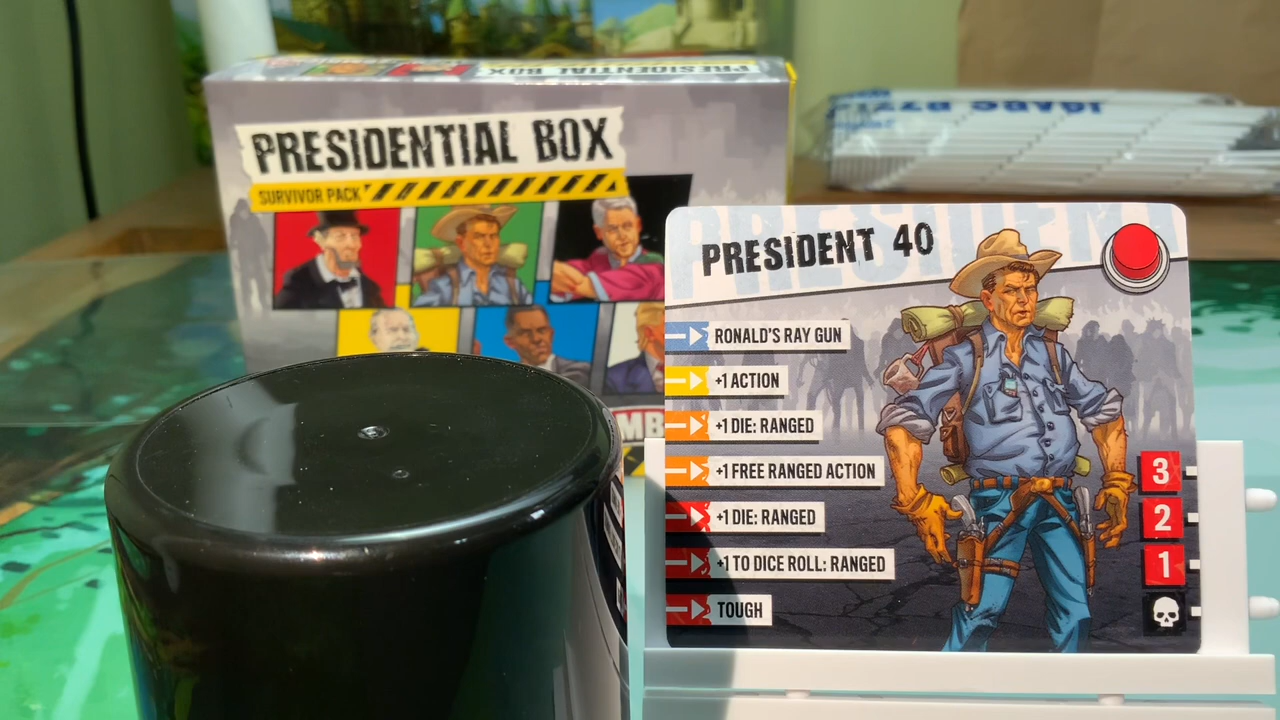 PRESIDENTIAL BOX
PRESIDENTIAL BOX
SURVIVOR PACK
PRESIDENT
PRESIDENT 40
RONALD'S RAY GUN
+1 ACTION
+1 DIE: RANGED
+1 FREE RANGED ACTION
+1 DIE: RANGED
+1 TO DICE ROLL: RANGED
TOUGH
3
2
1